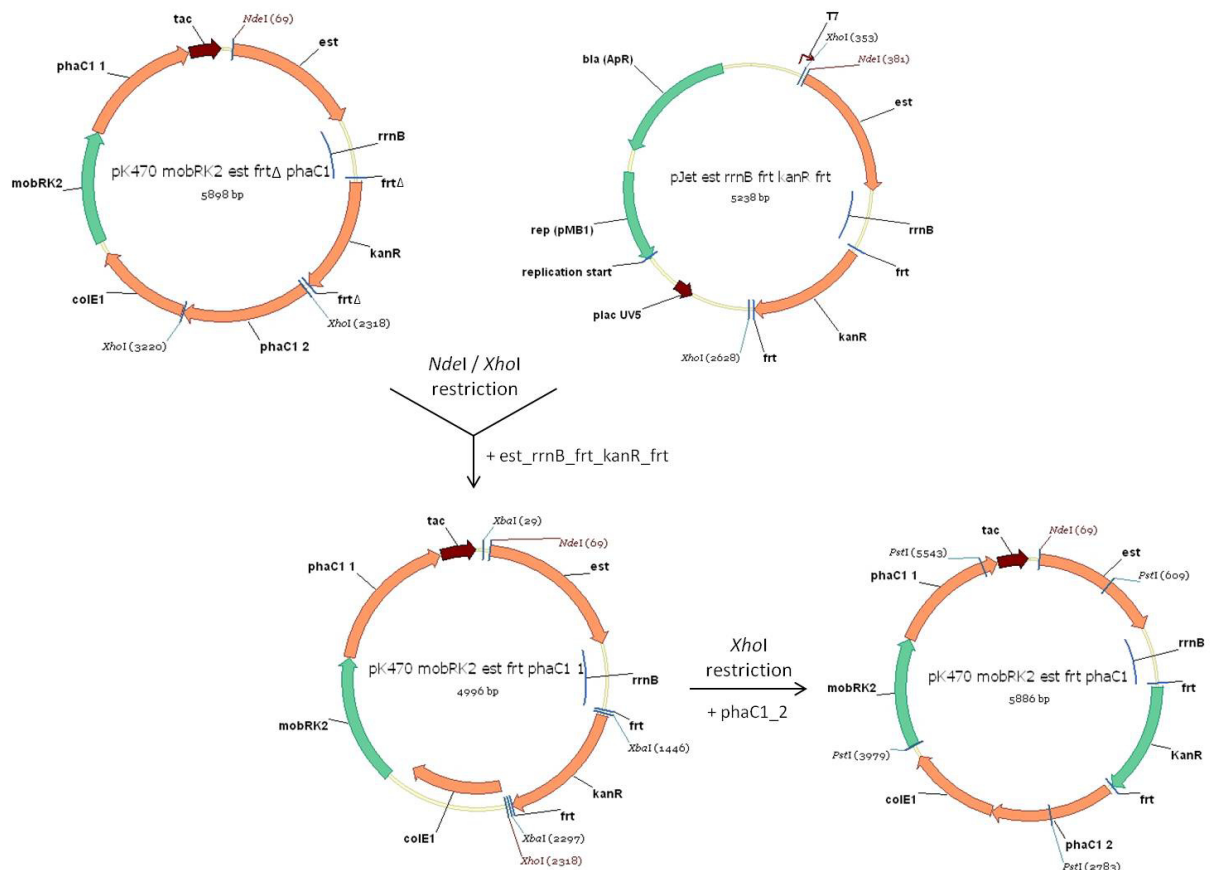 tac
NdeI (69)
est
phaC1 1
rrnB
pK470 mobRK2 est frtΔ phaC1
5898 bp
frtΔ
mobRK2
kanR
colE1
frtΔ
XhoI (2318)
XhoI (3220)
phaC1 2
T7
XhoI (353)
NdeI (381)
bla (ApR)
est
pJet est rrnB frt kanR frt
5238 bp
rep (pMB1)
rrnB
replication start
frt
plac UV5
kanR
XhoI (2628)
frt
NdeI / XhoI
restriction
+ est_rrnB_frt_kanR_frt
tac
XbaI (29)
NdeI (69)
phaC1 1
est
pK470 mobRK2 est frt phaC1 1
4996 bp
rrnB
mobRK2
frt
XbaI (1446)
kanR
colE1
frt
XbaI (2297)
XhoI (2318)
XhoI
restriction
+ phaC1_2
tac
NdeI (69)
PstI (5543)
est
phaC1 1
PstI (609)
rrnB
pK470 mobRK2 est frt phaC1
5886 bp
mobRK2
frt
PstI (3979)
KanR
colE1
frt
phaC1 2
PstI (2783)